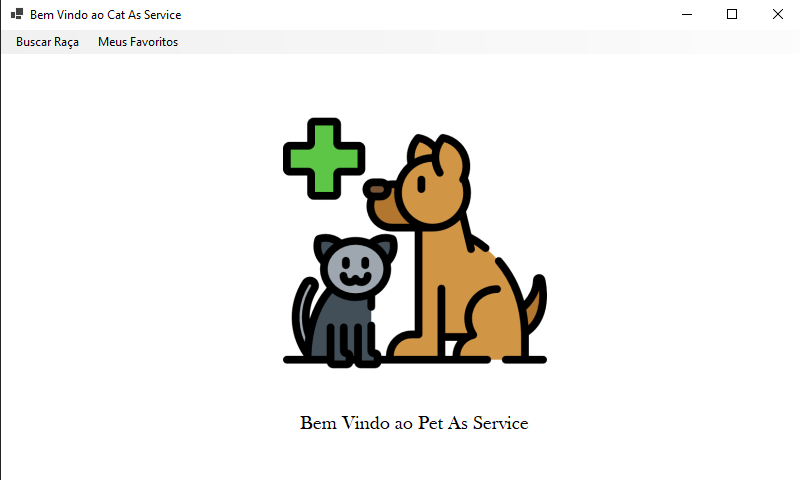 Bem Vindo ao Cat As Service
Buscar Raça Meus Favoritos
Bem Vindo ao Pet As Service